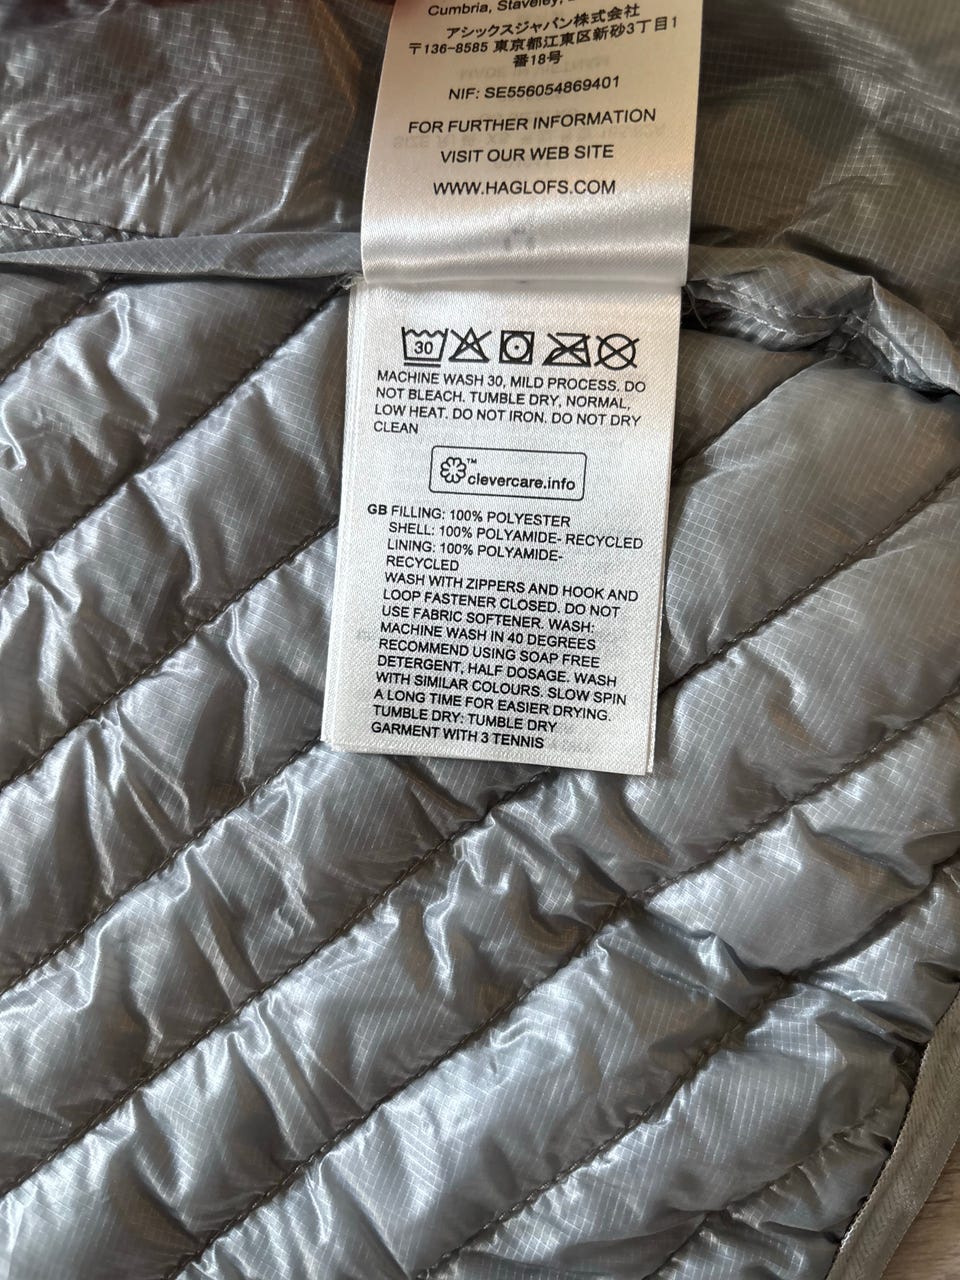 Cumbria, Staveley,
アシックスジャパン株式会社
〒136-8585 東京都江東区新砂3丁目1
番18号
NIF: SE556054869401
FOR FURTHER INFORMATION
VISIT OUR WEB SITE
WWW.HAGLOFS.COM
30
MACHINE WASH 30, MILD PROCESS. DO
NOT BLEACH. TUMBLE DRY, NORMAL,
LOW HEAT. DO NOT IRON. DO NOT DRY
CLEAN
™
clevercare.info
GB FILLING: 100% POLYESTER
SHELL: 100% POLYAMIDE- RECYCLED
LINING: 100% POLYAMIDE-
RECYCLED
WASH WITH ZIPPERS AND HOOK AND
LOOP FASTENER CLOSED. DO NOT
USE FABRIC SOFTENER. WASH:
MACHINE WASH IN 40 DEGREES
RECOMMEND USING SOAP FREE
DETERGENT, HALF DOSAGE. WASH
WITH SIMILAR COLOURS. SLOW SPIN
A LONG TIME FOR EASIER DRYING.
TUMBLE DRY: TUMBLE DRY
GARMENT WITH 3 TENNIS